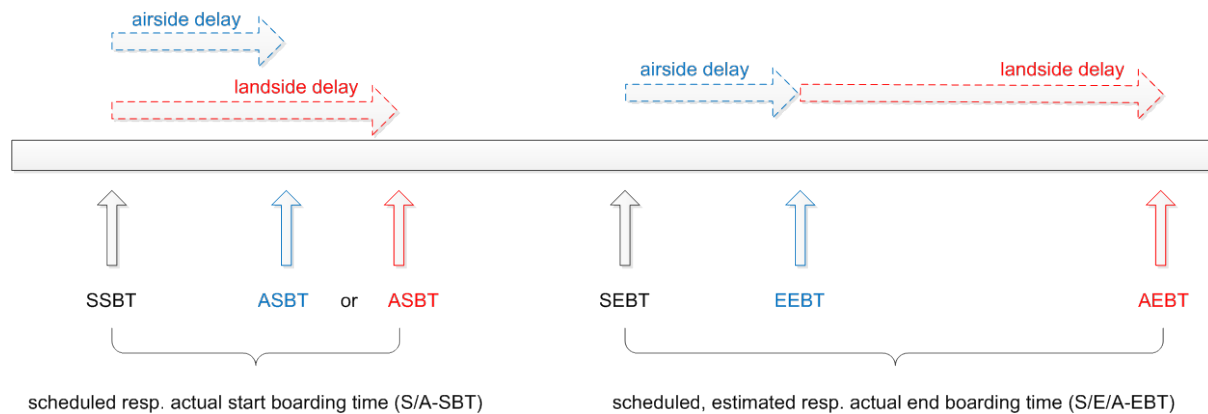 airside delay
landside delay
airside delay landside delay
SSBT ASBT or ASBT SEBT EEBT AEBT
scheduled resp. actual start boarding time (S/A-SBT) scheduled, estimated resp. actual end boarding time (S/E/A-EBT)